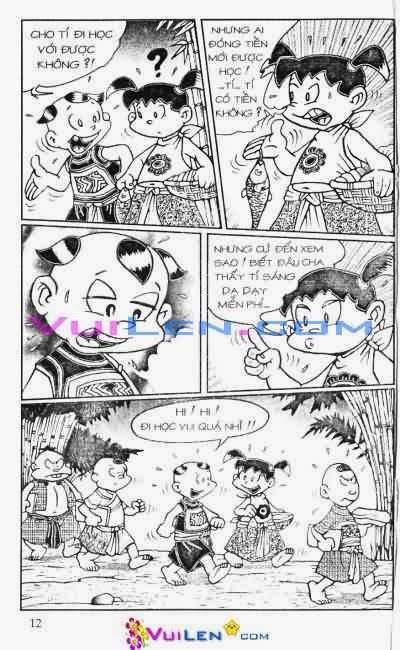 CHO TÍ ĐI HỌC
VỚI ĐƯỢC
KHÔNG ?!
?
NHƯNG AI
ĐÓNG TIỀN
MỚI ĐƯỢC
HỌC !
...TÍ... TÍ
CÓ TIỀN
KHÔNG ?
!!!
NHƯNG CỨ ĐẾN XEM
SAO ! BIẾT ĐÂU CHA
THẤY TÍ SÁNG
DẠ DẠY
MIỄN PHÍ...
VuiLen.com
HI ! HI !
ĐI HỌC VUI QUÁ NHỈ !!
12
VuiLen.com